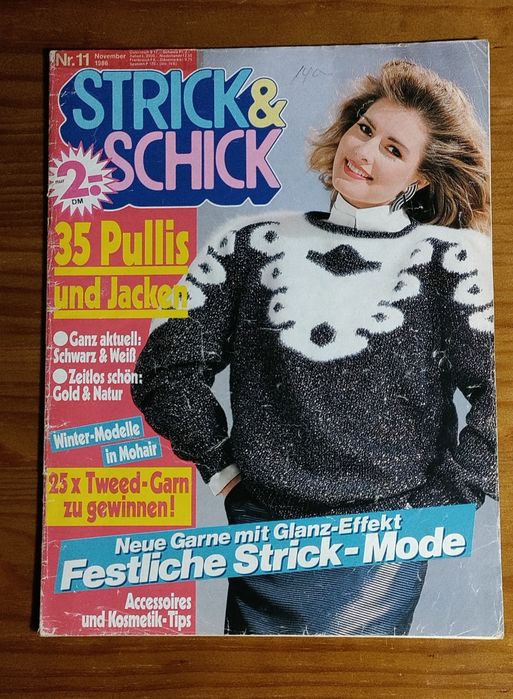 Nr. 11 November
1986
STRICK &
SCHICK
nur
2.-
DM
35 Pullis
und Jacken
Ganz aktuell:
Schwarz & Weiß
Zeitlos schön:
Gold & Natur
Winter-Modelle
in Mohair
25 x Tweed-Garn
zu gewinnen!
Neue Garne mit Glanz-Effekt
Festliche Strick-Mode
Accessoires
und Kosmetik-Tips